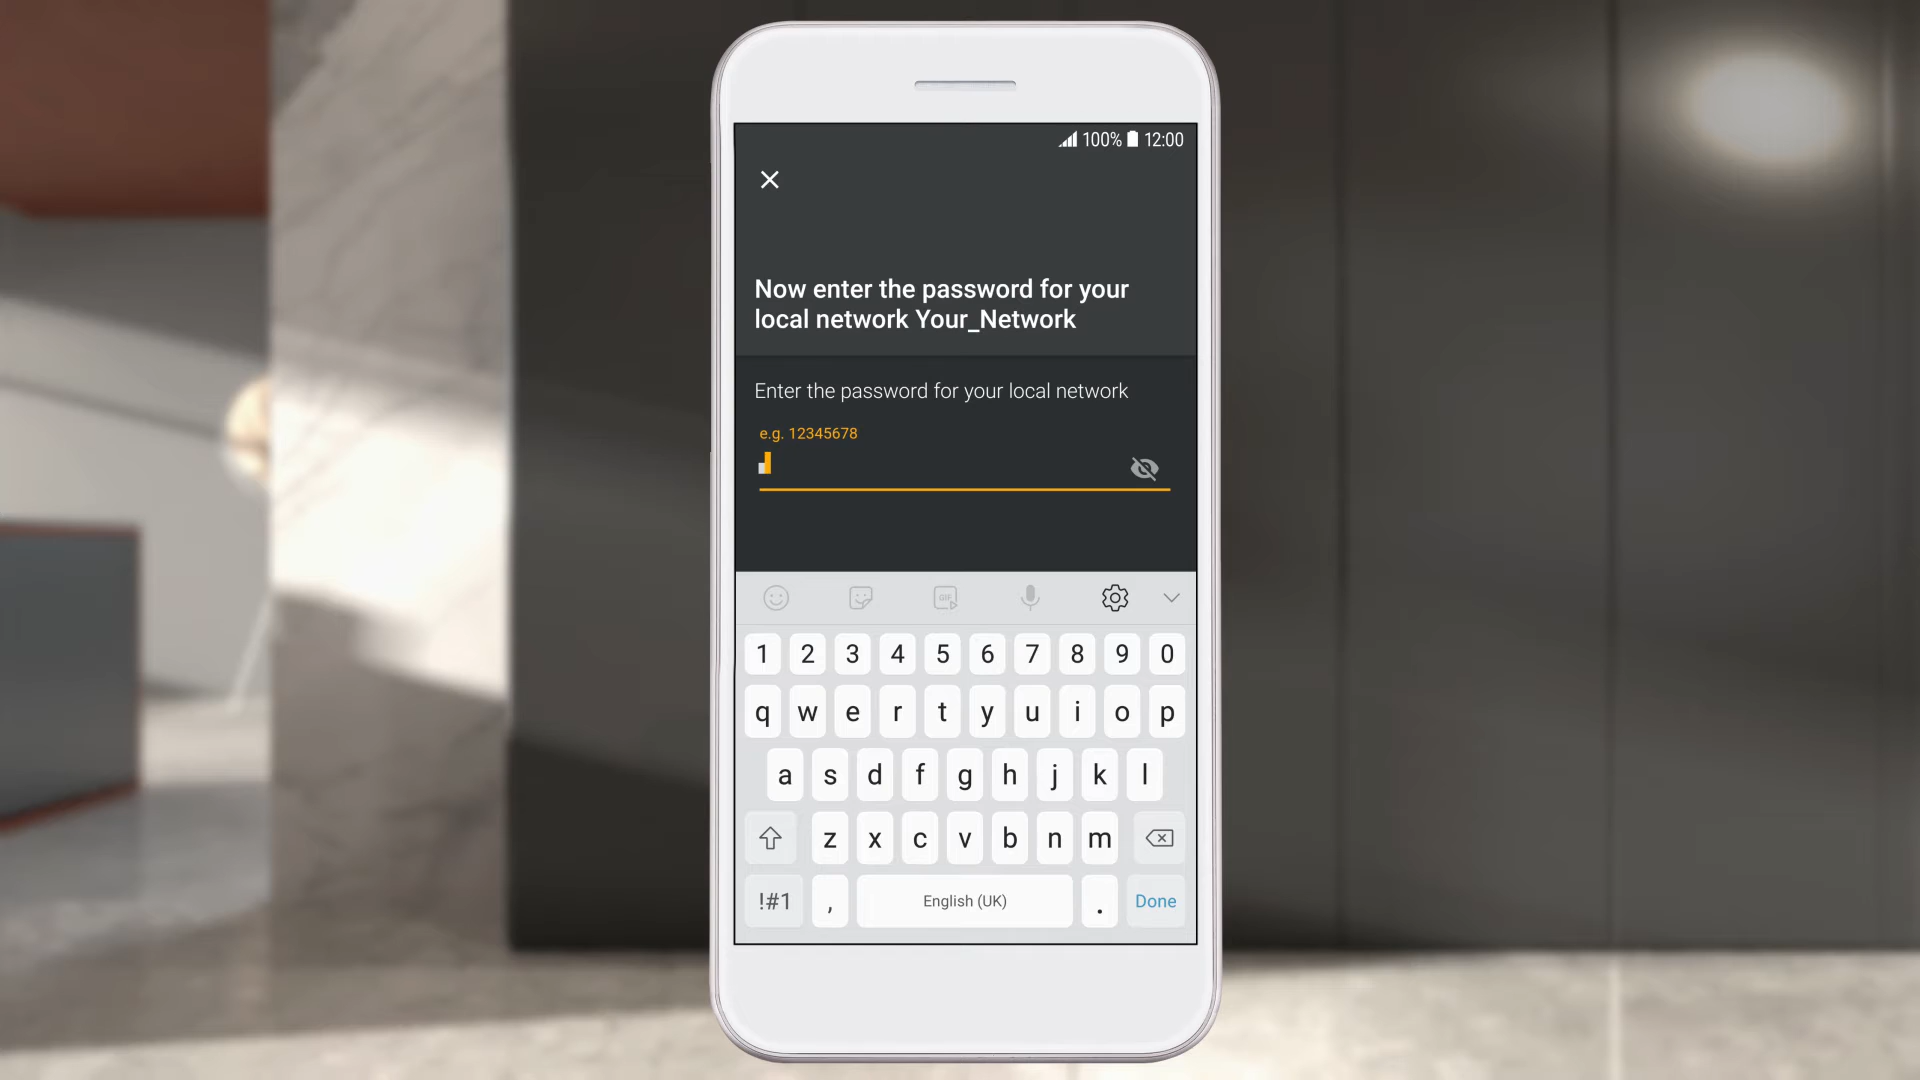 100% 12:00
Now enter the password for your
local network Your_Network
Enter the password for your local network
e.g. 12345678
GIF
1 2 3 4 5 6 7 8 9 0
q w e r t y u i o p
a s d f g h j k l
z x c v b n m
!#1 , English (UK) . Done